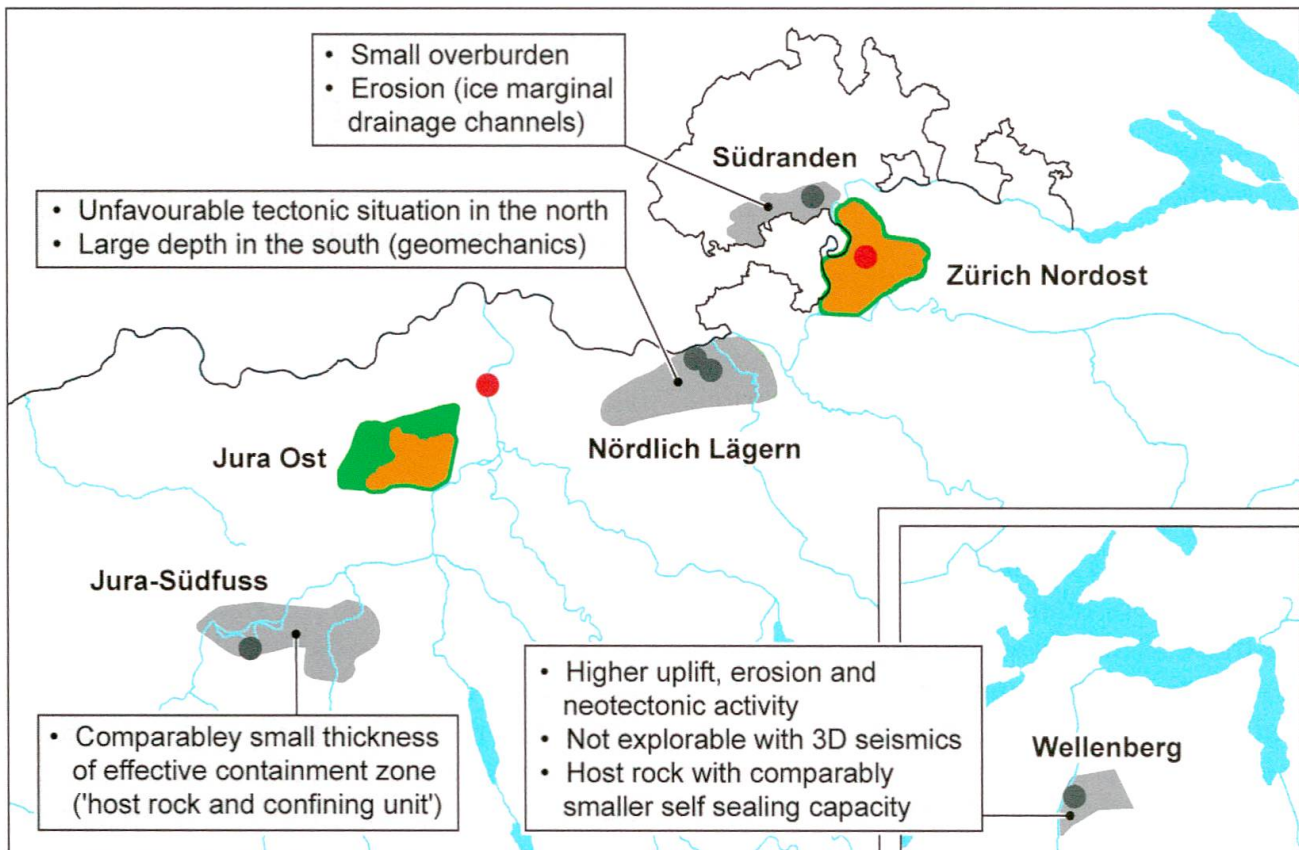 • Small overburden
• Erosion (ice marginal
drainage channels)
Südranden
• Unfavourable tectonic situation in the north
• Large depth in the south (geomechanics)
Zürich Nordost
Jura Ost
Nördlich Lägern
Jura-Südfuss
• Higher uplift, erosion and
neotectonic activity
• Not explorable with 3D seismics
• Host rock with comparably
smaller self sealing capacity
Wellenberg
• Comparabley small thickness
of effective containment zone
('host rock and confining unit')